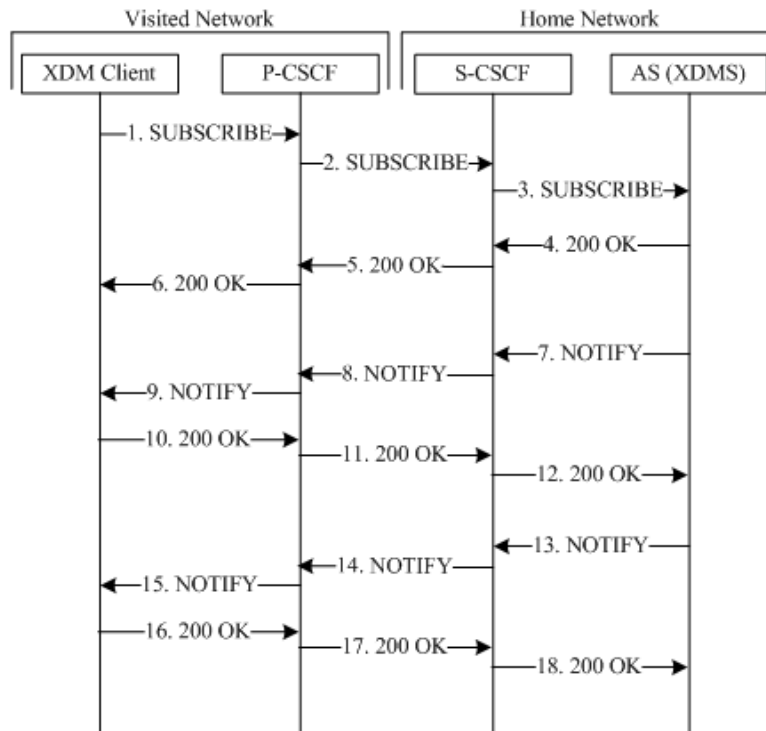 Visited Network
Home Network
XDM Client
P-CSCF
S-CSCF
AS (XDMS)
1. SUBSCRIBE
2. SUBSCRIBE
3. SUBSCRIBE
4. 200 OK
5. 200 OK
6. 200 OK
7. NOTIFY
8. NOTIFY
9. NOTIFY
10. 200 OK
11. 200 OK
12. 200 OK
13. NOTIFY
14. NOTIFY
15. NOTIFY
16. 200 OK
17. 200 OK
18. 200 OK